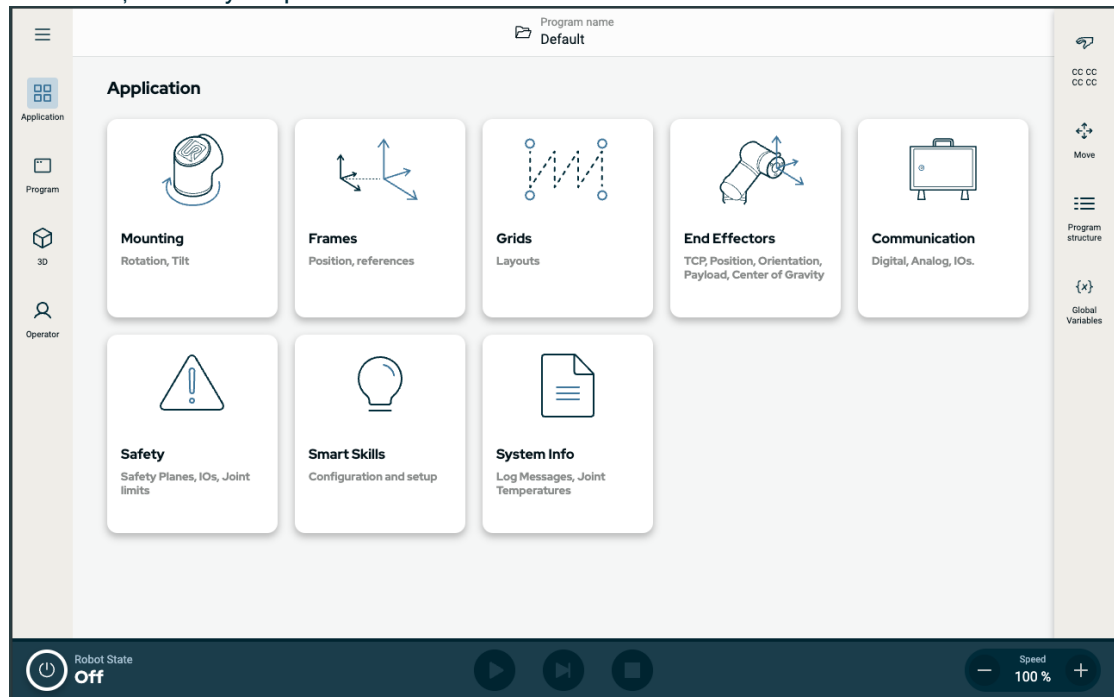 Program name
Default
Application
Application
Program
3D
Operator
Mounting
Rotation, Tilt
Frames
Position, references
Grids
Layouts
End Effectors
TCP, Position, Orientation,
Payload, Center of Gravity
Communication
Digital, Analog, IOs.
Safety
Safety Planes, IOs, Joint
limits
Smart Skills
Configuration and setup
System Info
Log Messages, Joint
Temperatures
CC CC
CC CC
Move
Program
structure
{x}
Global
Variables
Robot State
Off
Speed
100 %